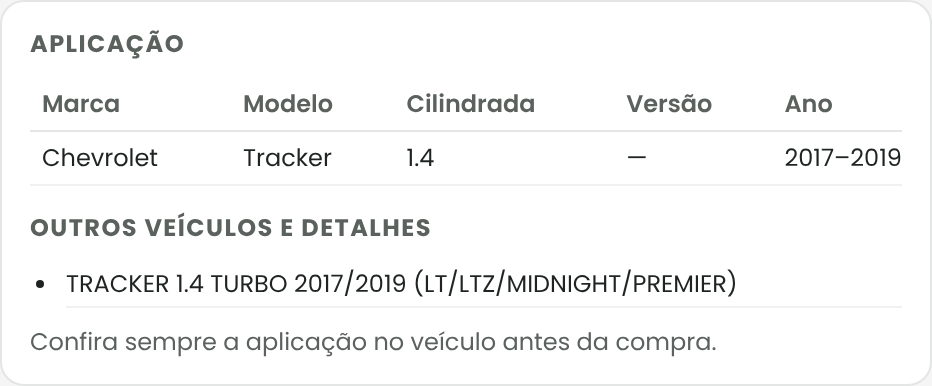 APLICAÇÃO
Marca Modelo Cilindrada Versão Ano
Chevrolet Tracker 1.4 — 2017–2019
OUTROS VEÍCULOS E DETALHES
• TRACKER 1.4 TURBO 2017/2019 (LT/LTZ/MIDNIGHT/PREMIER)
Confira sempre a aplicação no veículo antes da compra.